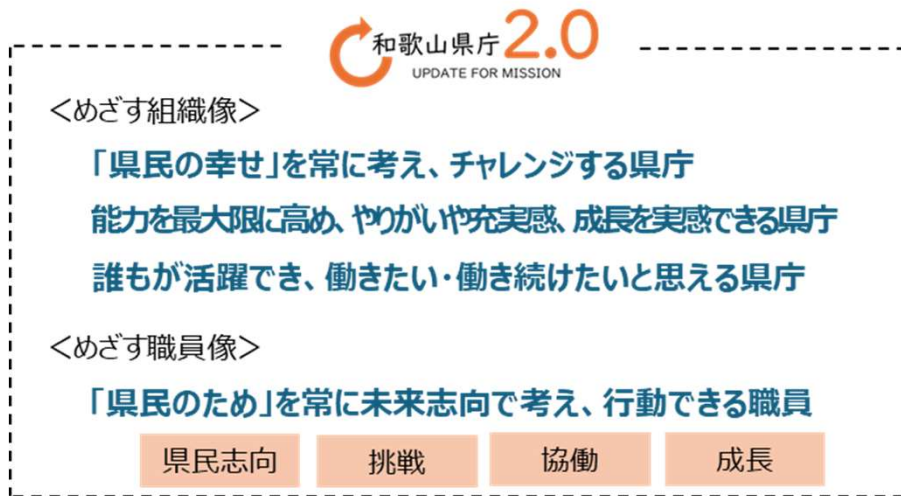 和歌山県庁2.0
UPDATE FOR MISSION
＜めざす組織像＞
「県民の幸せ」を常に考え、チャレンジする県庁
能力を最大限に高め、やりがいや充実感、成長を実感できる県庁
誰もが活躍でき、働きたい・働き続けたいと思える県庁
＜めざす職員像＞
「県民のため」を常に未来志向で考え、行動できる職員
県民志向 挑戦 協働 成長